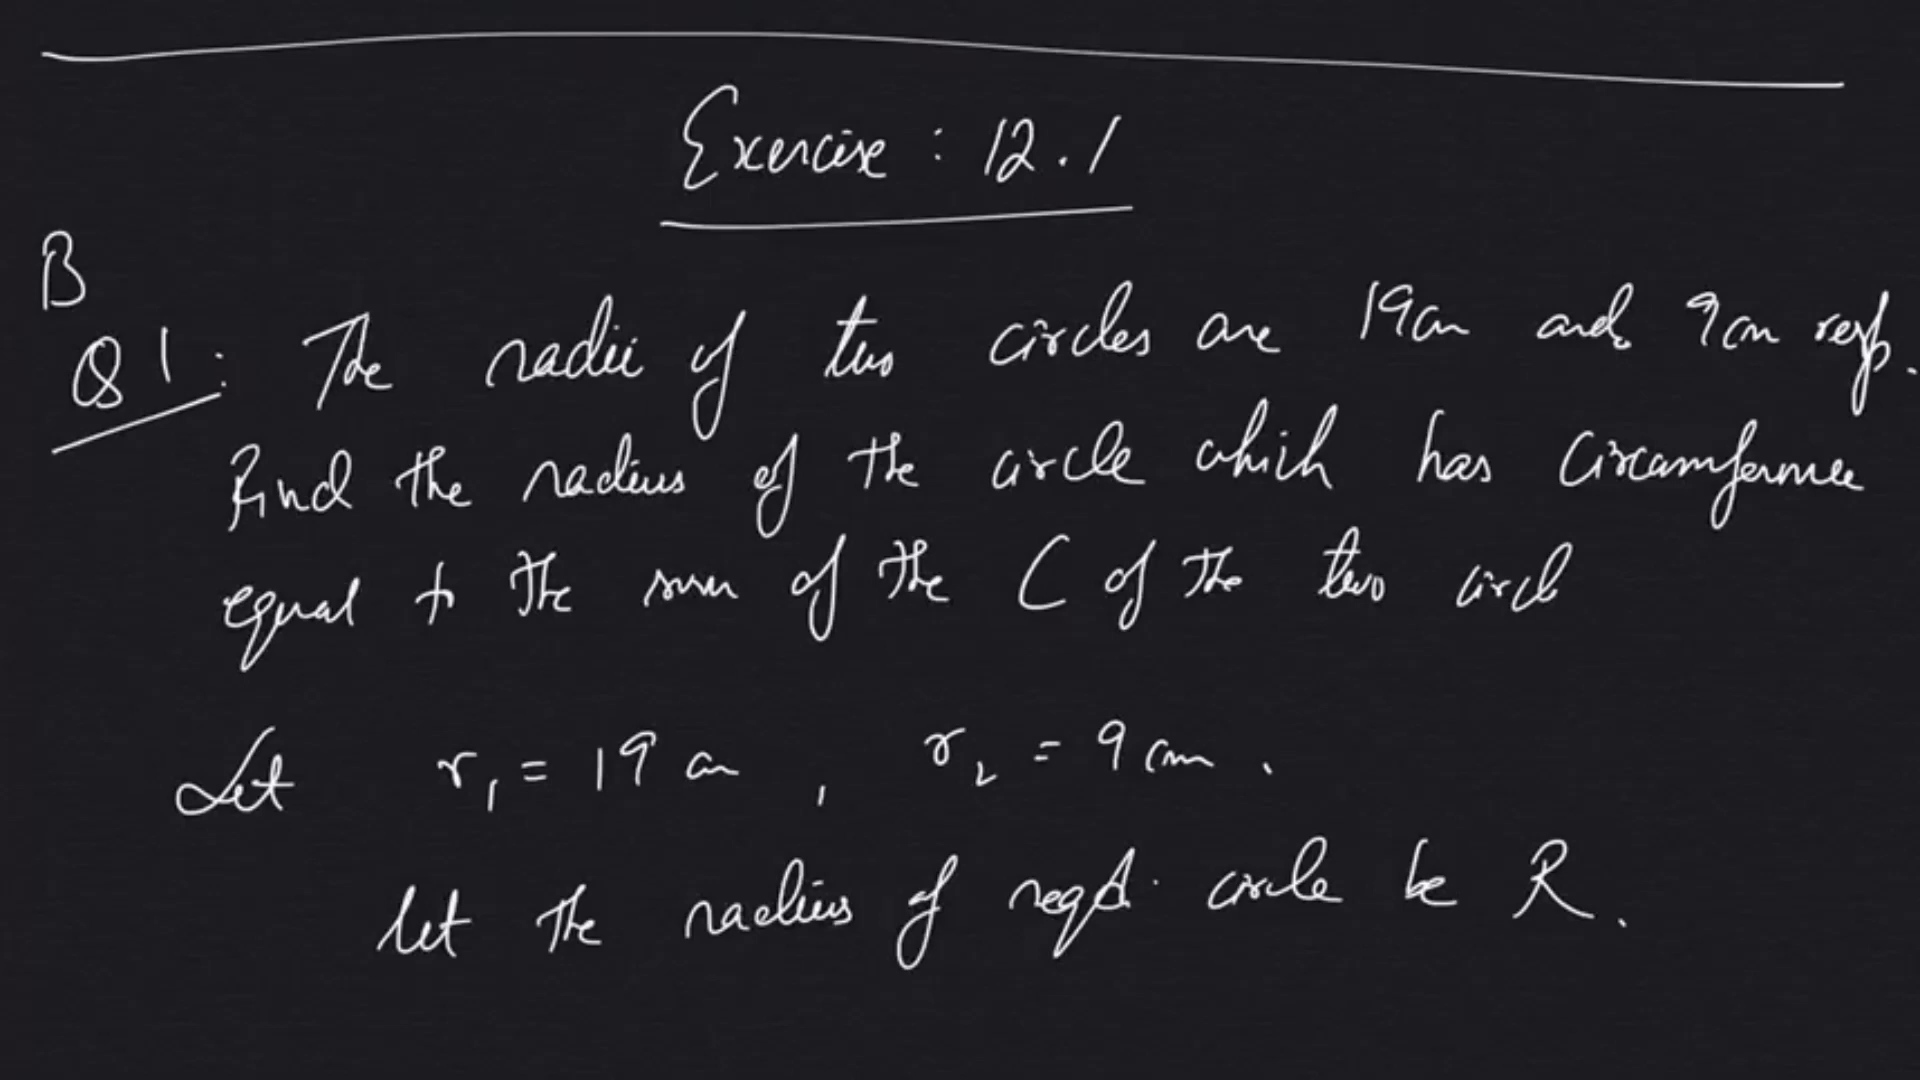 Exercise : 12.1
B
Q1: The radii of two circles are 19cm and 9cm resp.
Find the radius of the circle which has circumference
equal to the sum of the C of the two circl
Let r₁ = 19 cm , r₂ = 9 cm .
let the radius of reqd. circle be R.